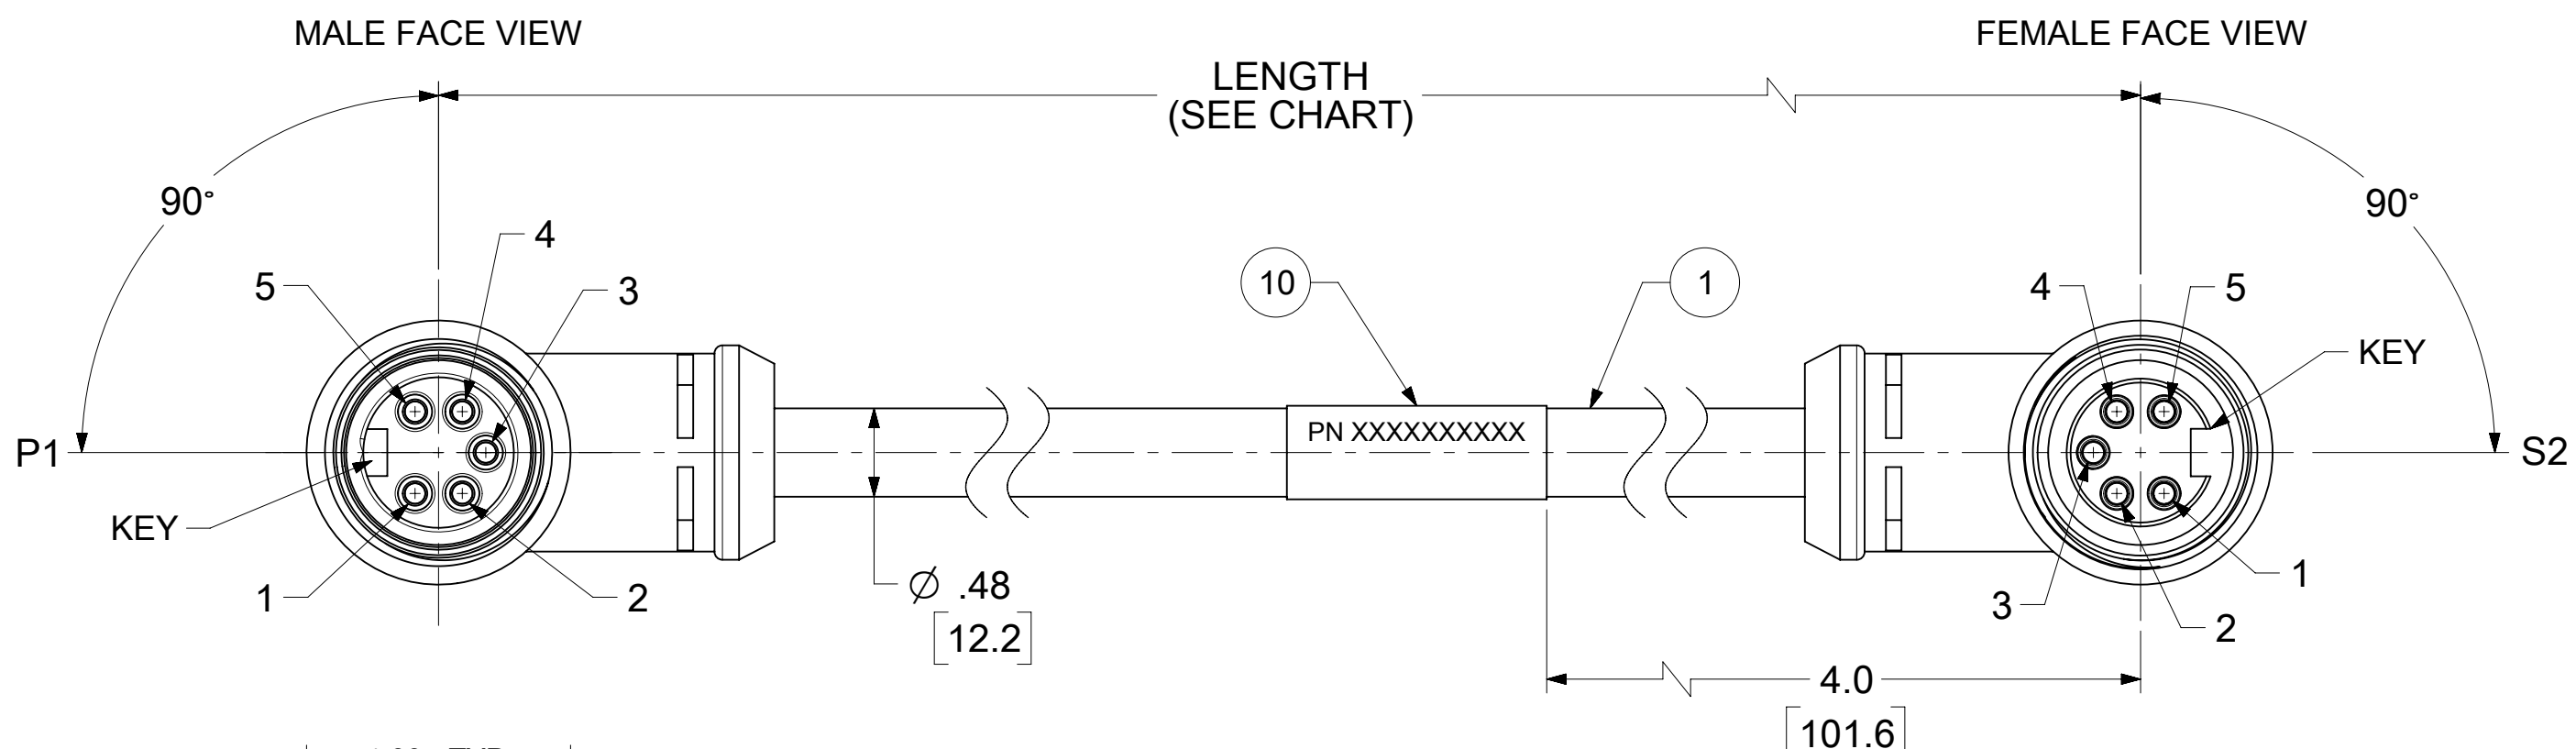 MALE FACE VIEW
FEMALE FACE VIEW
LENGTH
(SEE CHART)
90°
90°
4
5
3
10
1
4
5
KEY
P1
PN XXXXXXXXXX
S2
KEY
1
2
Ø .48
[12.2]
3
1
2
4.0
[101.6]